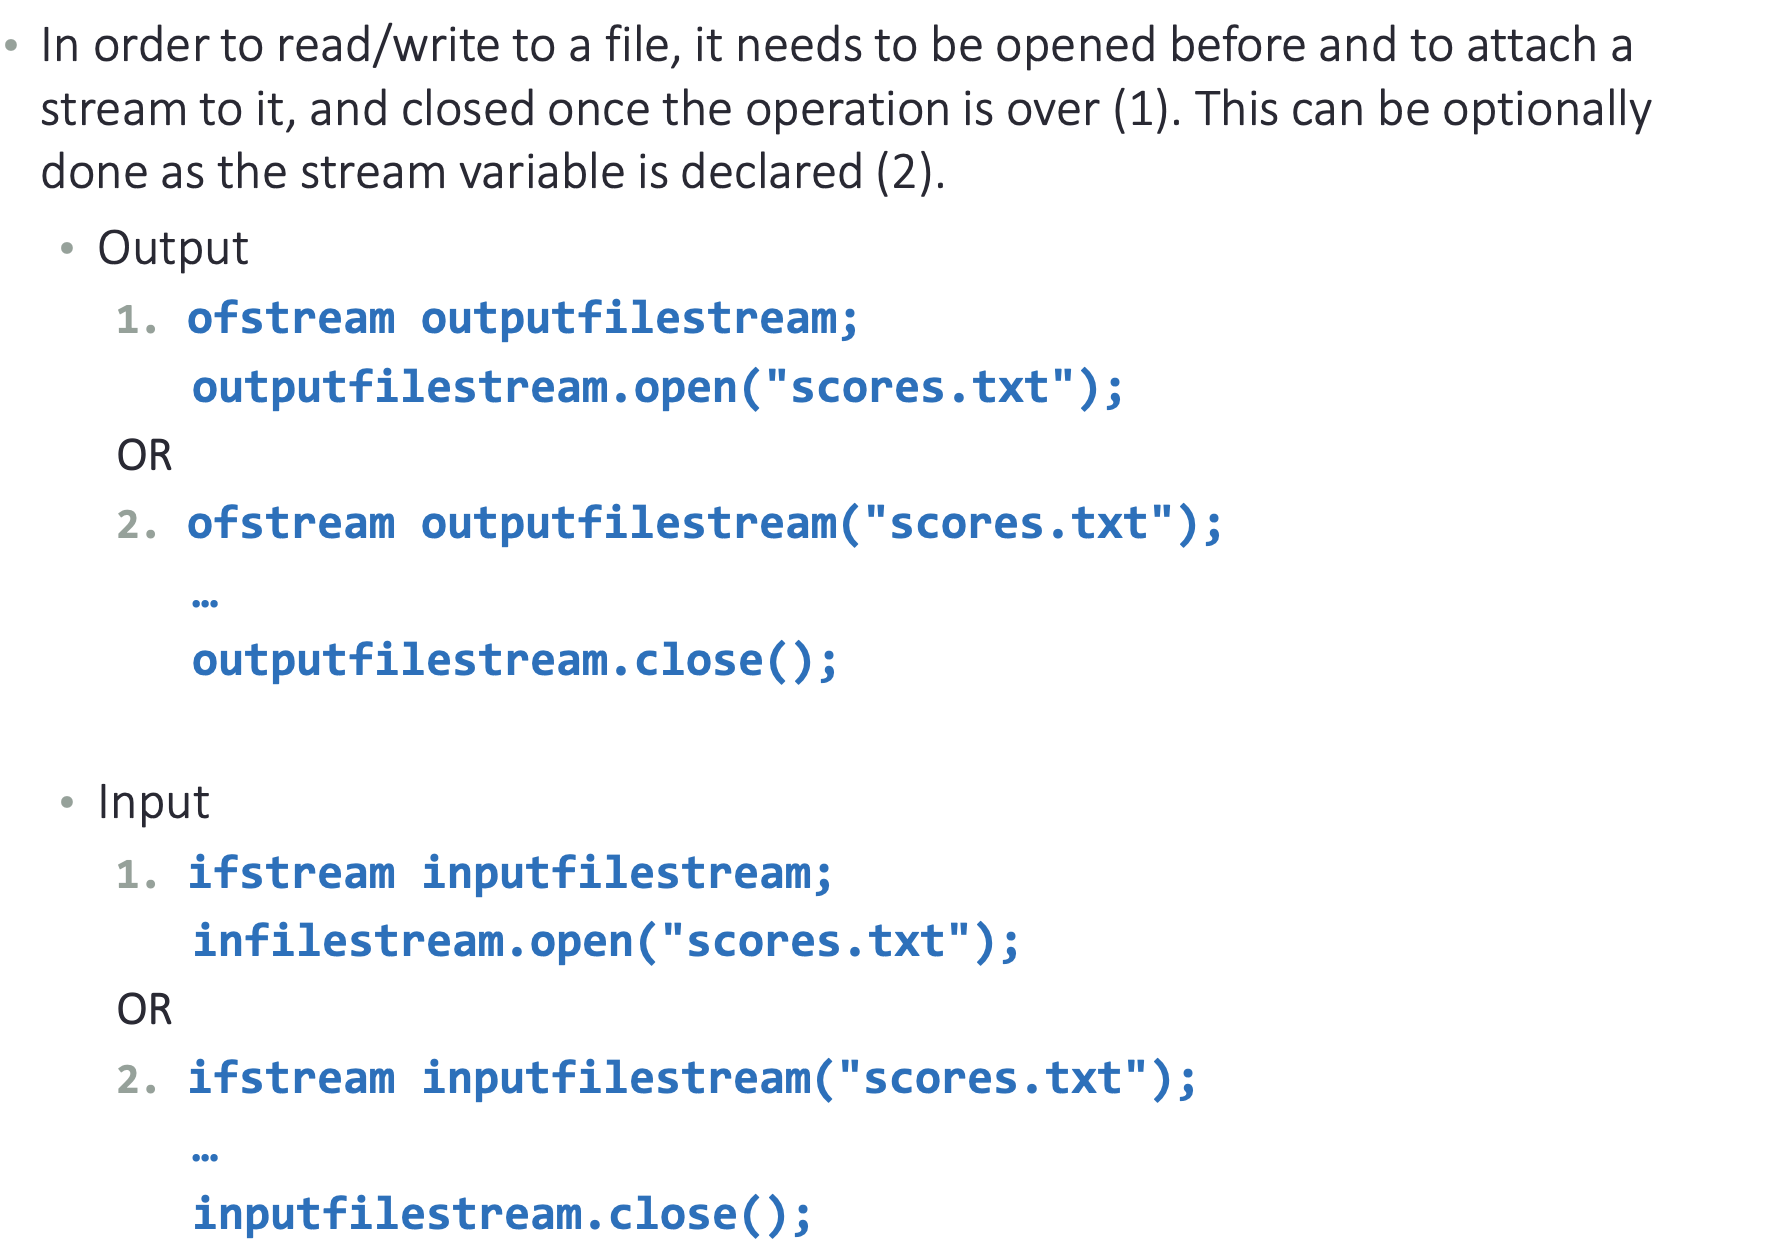 • In order to read/write to a file, it needs to be opened before and to attach a
stream to it, and closed once the operation is over (1). This can be optionally
done as the stream variable is declared (2).
• Output
1. ofstream outputfilestream;
outputfilestream.open("scores.txt");
OR
2. ofstream outputfilestream("scores.txt");
…
outputfilestream.close();
• Input
1. ifstream inputfilestream;
infilestream.open("scores.txt");
OR
2. ifstream inputfilestream("scores.txt");
…
inputfilestream.close();